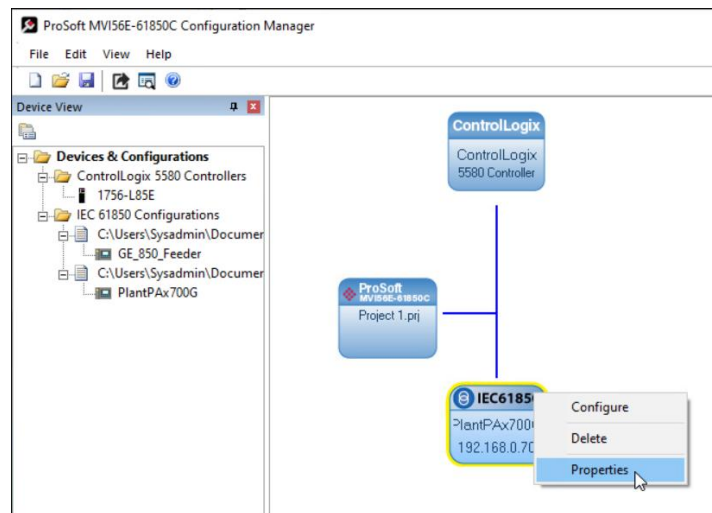 ProSoft MVI56E-61850C Configuration Manager
File Edit View Help
Device View
Devices & Configurations
ControlLogix 5580 Controllers
1756-L85E
IEC 61850 Configurations
C:\Users\Sysadmin\Documer
GE_850_Feeder
C:\Users\Sysadmin\Documer
PlantPAx700G
ControlLogix
ControlLogix
5580 Controller
ProSoft
MVI56E-61850C
Project 1.prj
IEC6185
PlantPAx700
192.168.0.70
Configure
Delete
Properties